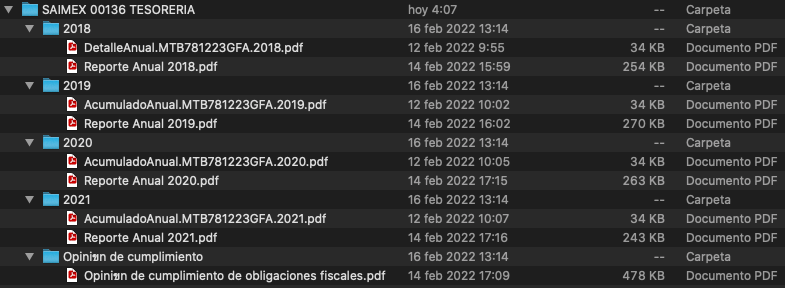 SAIMEX 00136 TESORERIA hoy 4:07 -- Carpeta
2018 16 feb 2022 13:14 -- Carpeta
DetalleAnual.MTB781223GFA.2018.pdf 12 feb 2022 9:55 34 KB Documento PDF
Reporte Anual 2018.pdf 14 feb 2022 15:59 254 KB Documento PDF
2019 16 feb 2022 13:14 -- Carpeta
AcumuladoAnual.MTB781223GFA.2019.pdf 12 feb 2022 10:02 34 KB Documento PDF
Reporte Anual 2019.pdf 14 feb 2022 16:02 270 KB Documento PDF
2020 16 feb 2022 13:14 -- Carpeta
AcumuladoAnual.MTB781223GFA.2020.pdf 12 feb 2022 10:05 34 KB Documento PDF
Reporte Anual 2020.pdf 14 feb 2022 17:15 263 KB Documento PDF
2021 16 feb 2022 13:14 -- Carpeta
AcumuladoAnual.MTB781223GFA.2021.pdf 12 feb 2022 10:07 34 KB Documento PDF
Reporte Anual 2021.pdf 14 feb 2022 17:16 243 KB Documento PDF
de cumplimiento 16 feb 2022 13:14 -- Carpeta
de cumplimiento de obligaciones fiscales.pdf 14 feb 2022 17:09 478 KB Documento PDF